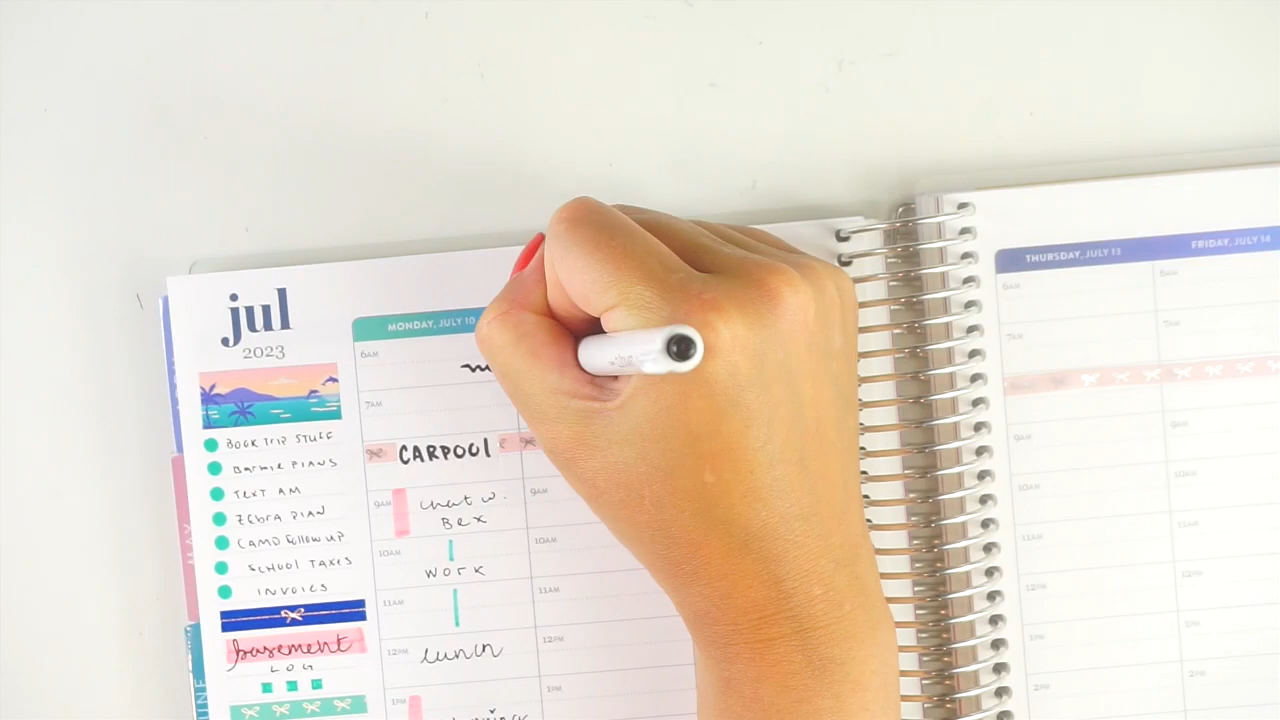 jul
2023
BOOK TRIP STUFF
BARBIE PLANS
TEXT AM
ZEBRA PLAN
CAMP FOLLOW UP
SCHOOL TAXES
INVOICES
basement
LOG
MONDAY, JULY 10
6AM
7AM
CARPOOL
9AM chat w.
BEX
10AM
WORK
11AM
12PM lunch
1PM
9AM
10AM
11AM
12PM
1PM
THURSDAY, JULY 13
6AM
7AM
9AM
10AM
11AM
12PM
1PM
2PM
FRIDAY, JULY 14
6AM
7AM
9AM
10AM
11AM
12PM
1PM
2PM
MAY
JUNE